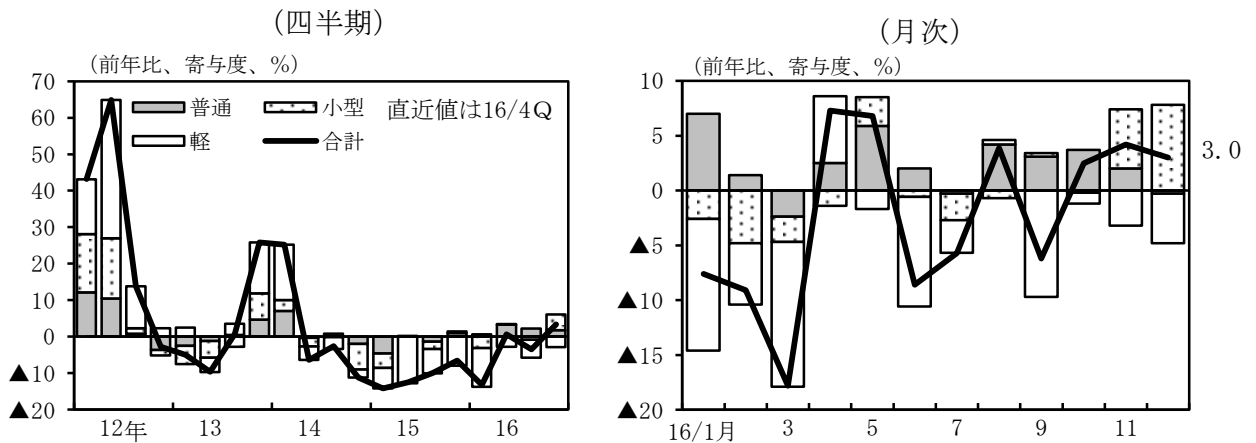 (四半期)
(前年比、寄与度、%)
70
60
50
40
30
20
10
0
▲10
▲20
普通
小型
直近値は16/4Q
軽
合計
12年 13 14 15 16
(月次)
(前年比、寄与度、%)
10
5
0
▲5
▲10
▲15
▲20
3.0
16/1月 3 5 7 9 11